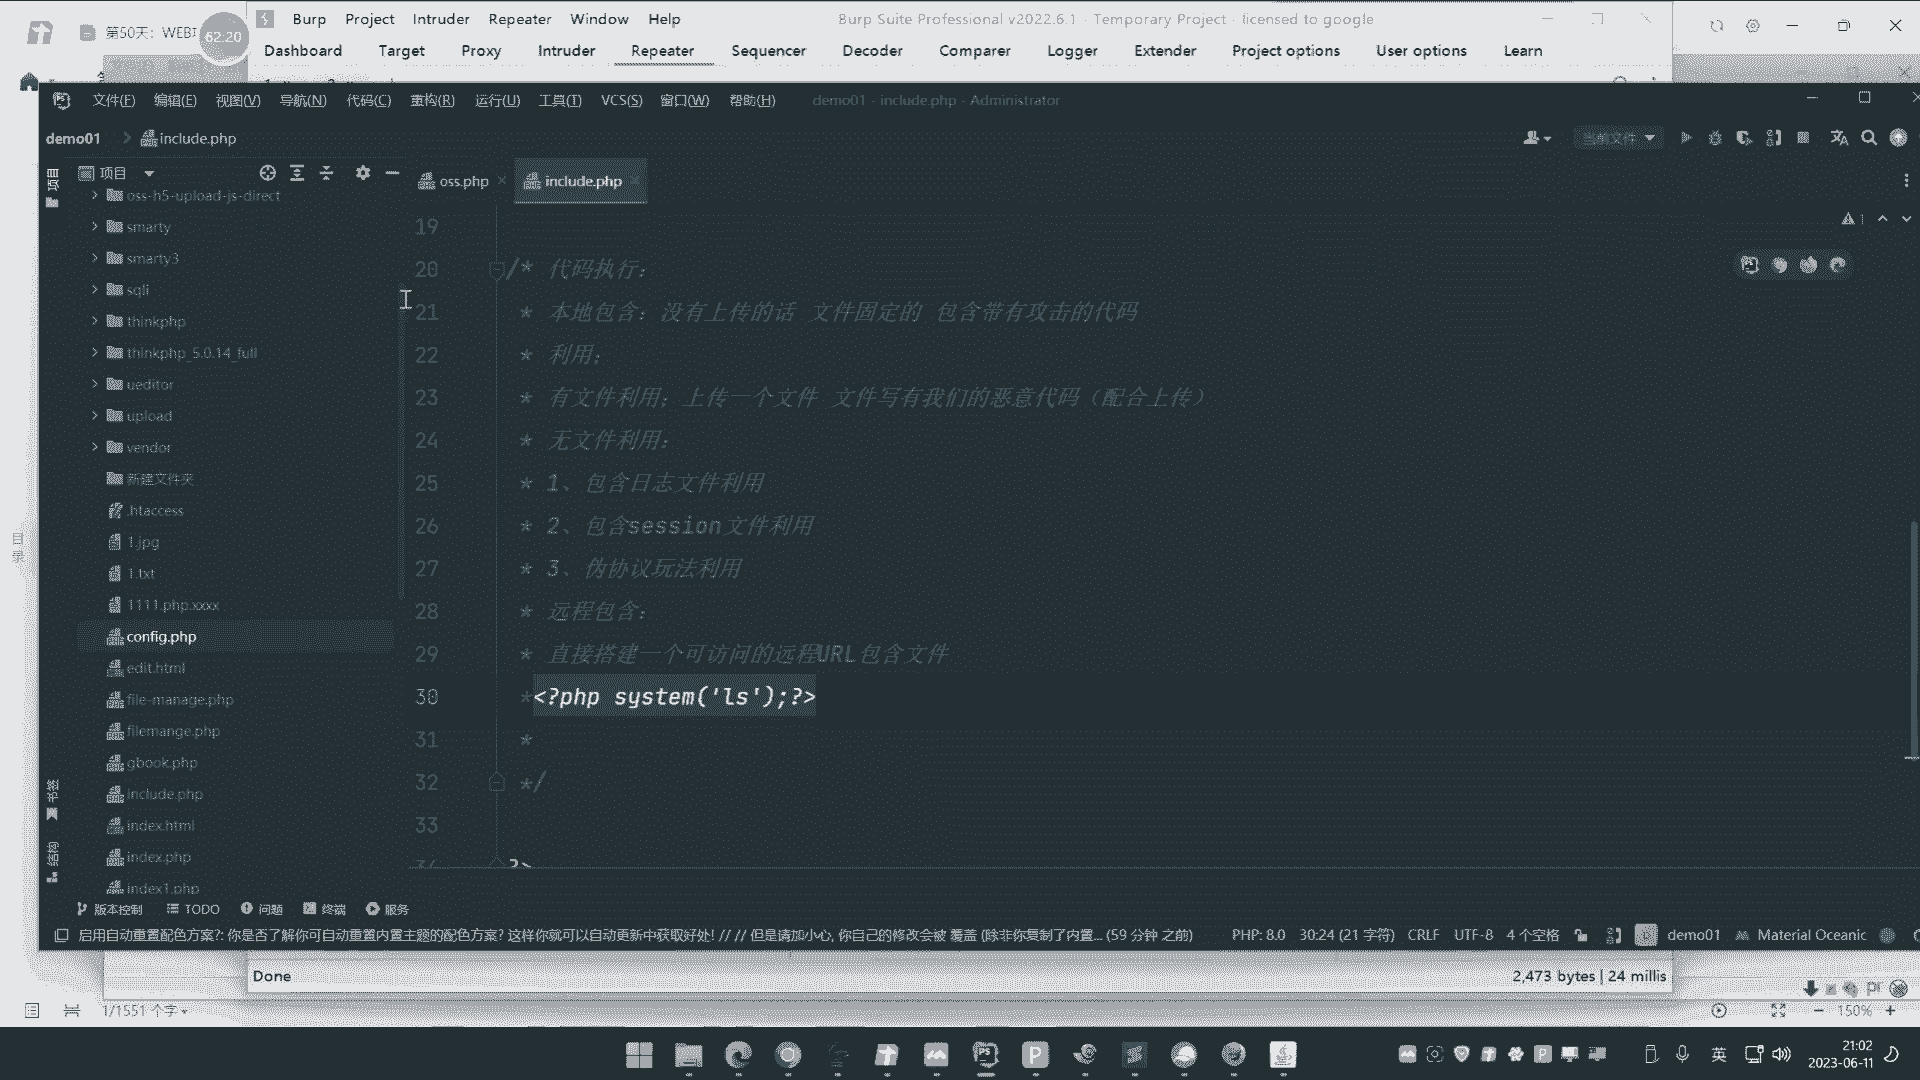 第50天: WEB
62:20
Burp Project Intruder Repeater Window Help
Burp Suite Professional v2022.6.1 - Temporary Project - licensed to google
Dashboard Target Proxy Intruder Repeater Sequencer Decoder Comparer Logger Extender Project options User options Learn
文件(F) 编辑(E) 视图(V) 导航(N) 代码(C) 重构(R) 运行(U) 工具(T) VCS(S) 窗口(W) 帮助(H) demo01 - include.php - Administrator
demo01 include.php
当前文件
项目
项目
oss.php
include.php
oss-h5-upload-js-direct
smarty
smarty3
sqli
thinkphp
thinkphp_5.0.14_full
ueditor
upload
vendor
新建文件夹
.htaccess
1.jpg
1.txt
1111.php.xxxx
config.php
edit.html
file-manage.php
filemange.php
gbook.php
include.php
index.html
index.php
index1.php
1
19
20 /* 代码执行:
21 * 本地包含: 没有上传的话 文件固定的 包含带有攻击的代码
22 * 利用:
23 * 有文件利用: 上传一个文件 文件写有我们的恶意代码（配合上传）
24 * 无文件利用:
25 * 1、包含日志文件利用
26 * 2、包含session文件利用
27 * 3、伪协议玩法利用
28 * 远程包含:
29 * 直接搭建一个可访问的远程URL包含文件
30 *<?php system('ls');?>
31 *
32 */
33
34 ?>
目录
书签
结构
版本控制 TODO 问题 终端 服务
启用自动重置配色方案?: 你是否了解你可自动重置内置主题的配色方案? 这样你就可以自动更新中获取好处! // // 但是请加小心, 你自己的修改会被 覆盖 (除非你复制了内置... (59 分钟 之前)
PHP: 8.0 30:24 (21 字符) CRLF UTF-8 4 个空格 demo01 Material Oceanic
Done
2,473 bytes | 24 millis
1/1551 个字
150%
英
21:02
2023-06-11